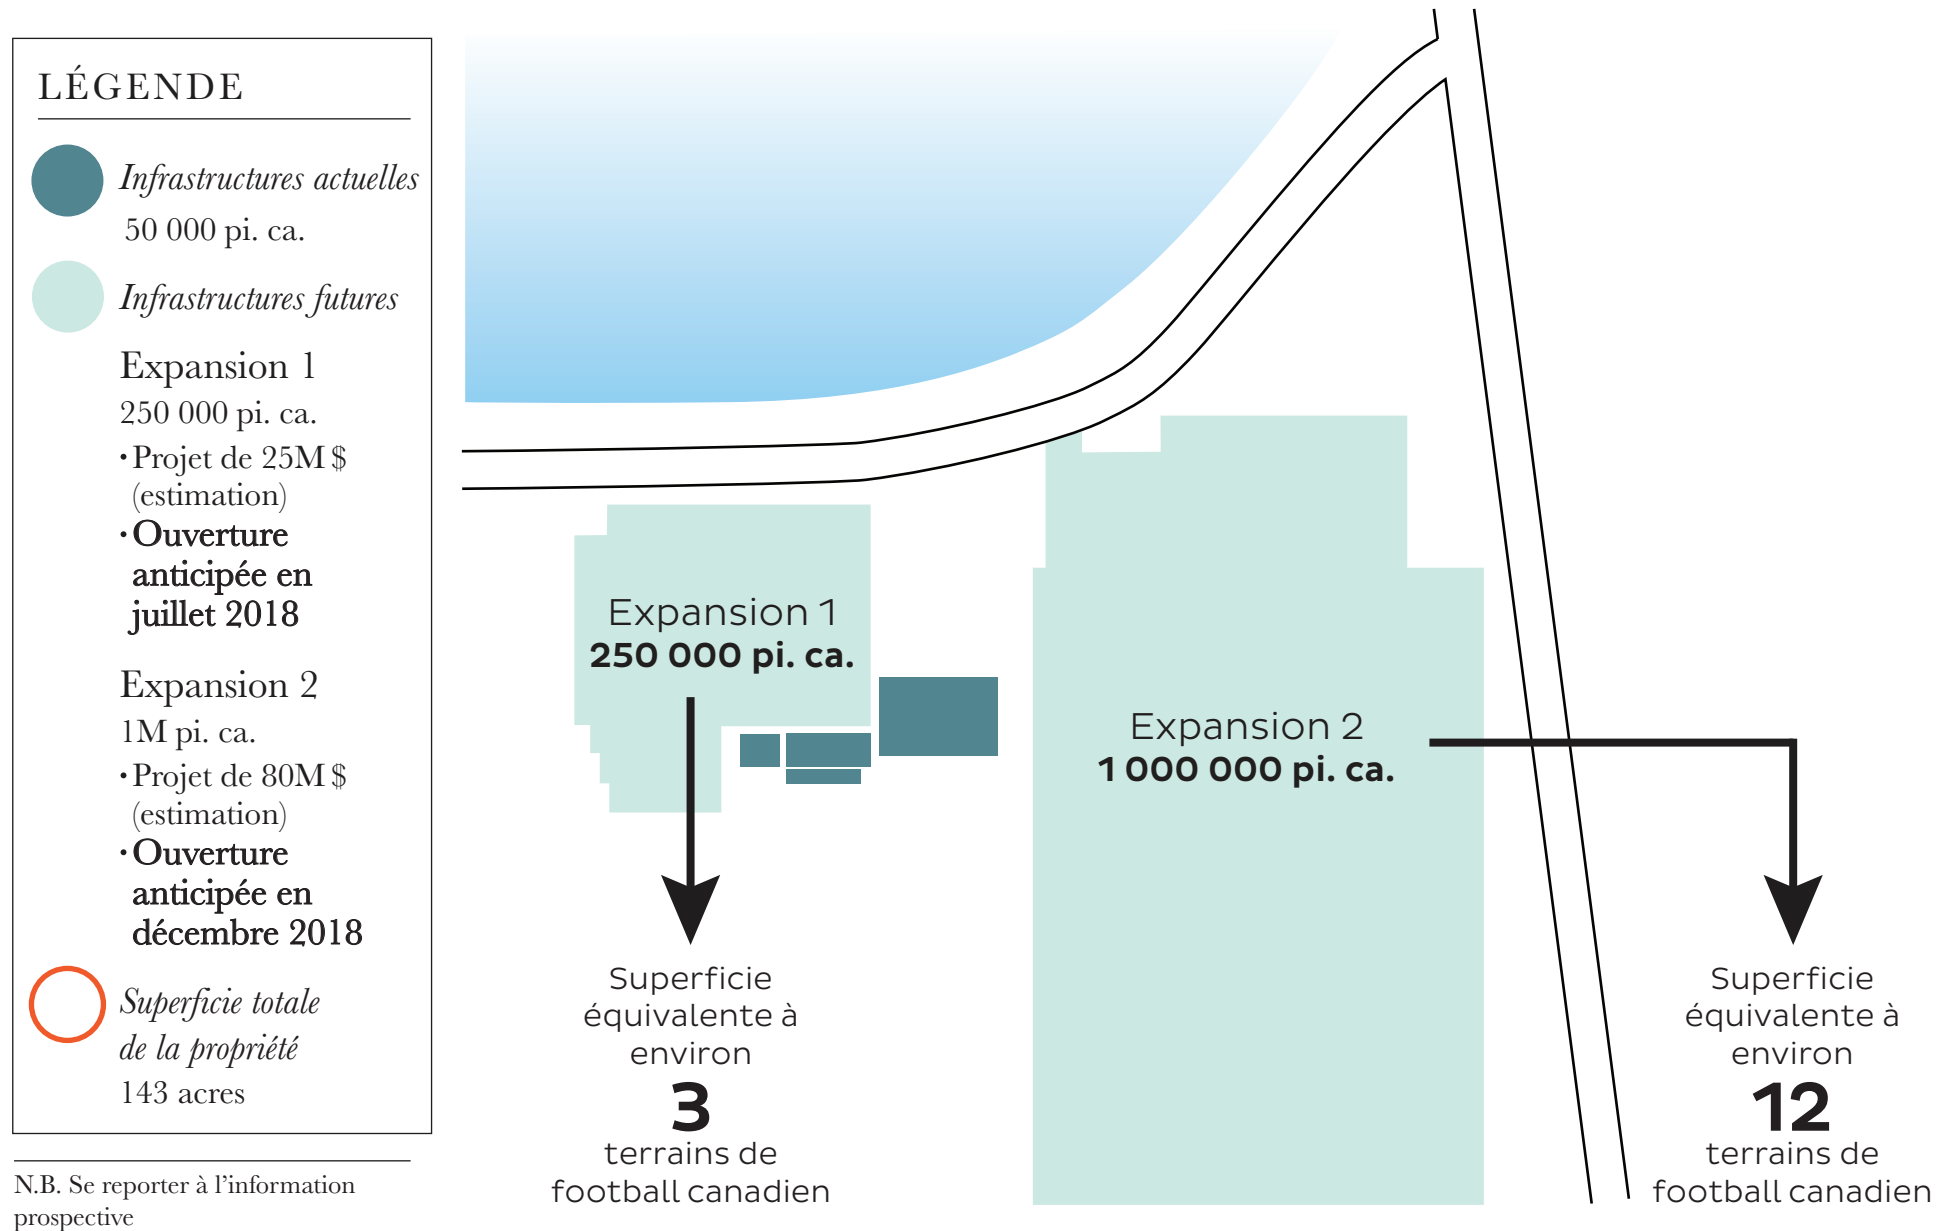 LÉGENDE
Infrastructures actuelles
50 000 pi. ca.
Infrastructures futures
Expansion 1
250 000 pi. ca.
·Projet de 25M $
(estimation)
·Ouverture
anticipée en
juillet 2018
Expansion 2
1M pi. ca.
·Projet de 80M $
(estimation)
·Ouverture
anticipée en
décembre 2018
Superficie totale
de la propriété
143 acres
N.B. Se reporter à l’information
prospective
Expansion 1
250 000 pi. ca.
Superficie
équivalente à
environ
3
terrains de
football canadien
Expansion 2
1 000 000 pi. ca.
Superficie
équivalente à
environ
12
terrains de
football canadien